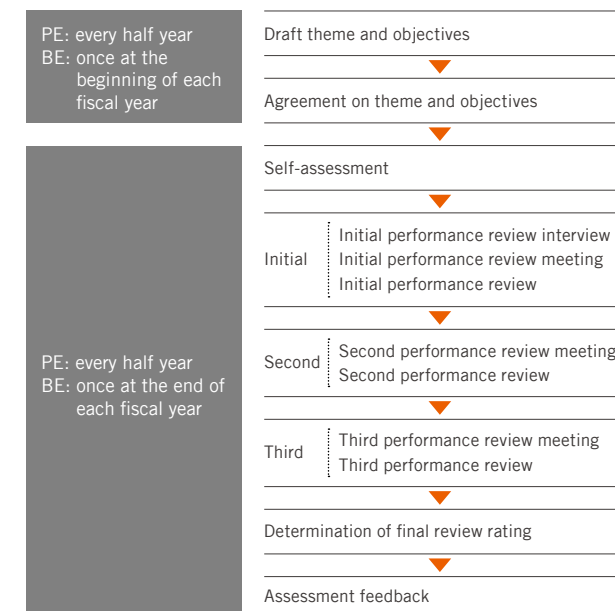 PE: every half year
BE: once at the
beginning of each
fiscal year
Draft theme and objectives
Agreement on theme and objectives
PE: every half year
BE: once at the end of
each fiscal year
Self-assessment
Initial
Initial performance review interview
Initial performance review meeting
Initial performance review
Second
Second performance review meeting
Second performance review
Third
Third performance review meeting
Third performance review
Determination of final review rating
Assessment feedback